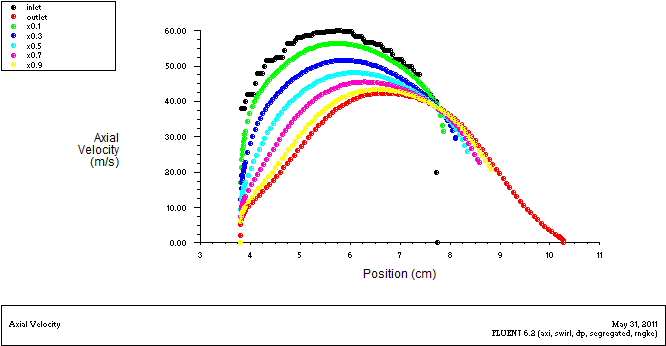 inlet
outlet
x0.1
x0.3
x0.5
x0.7
x0.9
60.00
50.00
40.00
30.00
20.00
10.00
0.00
Axial
Velocity
(m/s)
3 4 5 6 7 8 9 10 11
Position (cm)
Axial Velocity
May 31, 2011
FLUENT 6.2 (axi, swirl, dp, segregated, rngke)